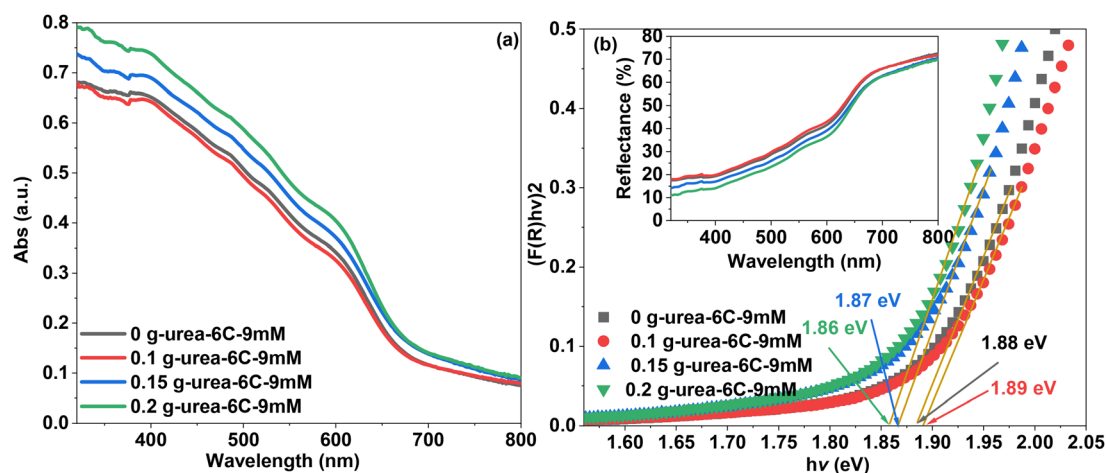 (a)
0.8
0.7
0.6
0.5
0.4
0.3
0.2
0.1
0.0
Abs (a.u.)
0 g-urea-6C-9mM
0.1 g-urea-6C-9mM
0.15 g-urea-6C-9mM
0.2 g-urea-6C-9mM
400 500 600 700 800
Wavelength (nm)
(b)
0.5
0.4
0.3
0.2
0.1
0.0
(F(R)hν)2
80
70
60
50
40
30
20
10
0
Reflectance (%)
400 500 600 700 800
Wavelength (nm)
1.87 eV
1.86 eV
1.88 eV
1.89 eV
0 g-urea-6C-9mM
0.1 g-urea-6C-9mM
0.15 g-urea-6C-9mM
0.2 g-urea-6C-9mM
1.60 1.65 1.70 1.75 1.80 1.85 1.90 1.95 2.00 2.05
hν (eV)